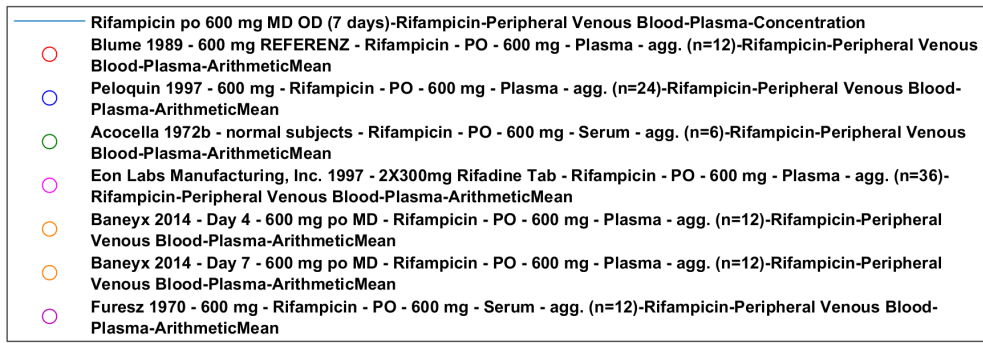 Rifampicin po 600 mg MD OD (7 days)-Rifampicin-Peripheral Venous Blood-Plasma-Concentration
Blume 1989 - 600 mg REFERENZ - Rifampicin - PO - 600 mg - Plasma - agg. (n=12)-Rifampicin-Peripheral Venous
Blood-Plasma-ArithmeticMean
Peloquin 1997 - 600 mg - Rifampicin - PO - 600 mg - Plasma - agg. (n=24)-Rifampicin-Peripheral Venous Blood-
Plasma-ArithmeticMean
Acocella 1972b - normal subjects - Rifampicin - PO - 600 mg - Serum - agg. (n=6)-Rifampicin-Peripheral Venous
Blood-Plasma-ArithmeticMean
Eon Labs Manufacturing, Inc. 1997 - 2X300mg Rifadine Tab - Rifampicin - PO - 600 mg - Plasma - agg. (n=36)-
Rifampicin-Peripheral Venous Blood-Plasma-ArithmeticMean
Baneyx 2014 - Day 4 - 600 mg po MD - Rifampicin - PO - 600 mg - Plasma - agg. (n=12)-Rifampicin-Peripheral
Venous Blood-Plasma-ArithmeticMean
Baneyx 2014 - Day 7 - 600 mg po MD - Rifampicin - PO - 600 mg - Plasma - agg. (n=12)-Rifampicin-Peripheral
Venous Blood-Plasma-ArithmeticMean
Furesz 1970 - 600 mg - Rifampicin - PO - 600 mg - Serum - agg. (n=12)-Rifampicin-Peripheral Venous Blood-
Plasma-ArithmeticMean